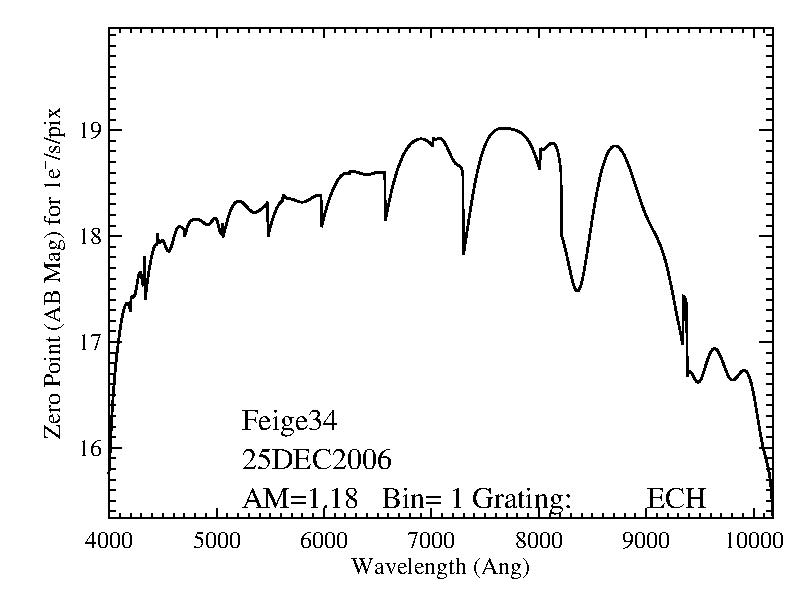 Zero Point (AB Mag) for 1e⁻/s/pix
19
18
17
16
Feige34
25DEC2006
AM=1.18 Bin= 1 Grating: ECH
4000 5000 6000 7000 8000 9000 10000
Wavelength (Ang)